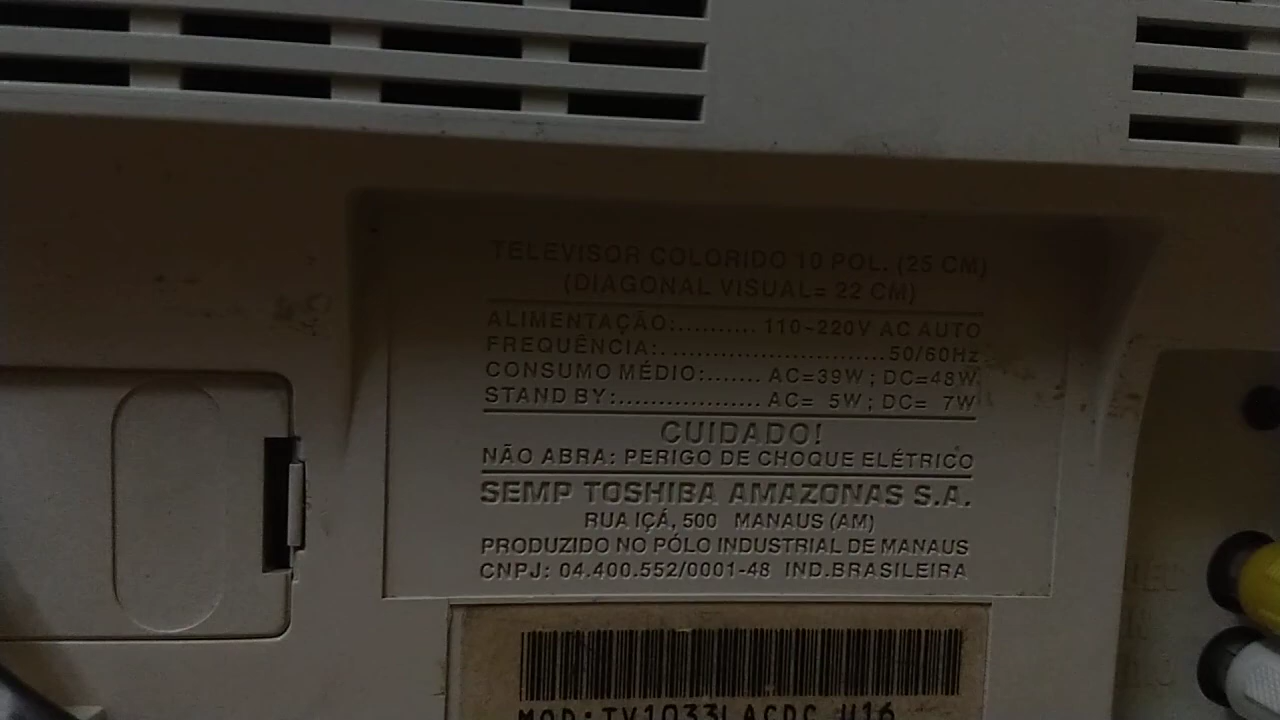 TELEVISOR COLORIDO 10 POL. (25 CM)
(DIAGONAL VISUAL= 22 CM)
ALIMENTAÇÃO:.......... 110~220V AC AUTO
FREQUÊNCIA:............................50/60Hz
CONSUMO MÉDIO:....... AC=39W ; DC=48W
STAND BY:.................. AC= 5W ; DC= 7W
CUIDADO!
NÃO ABRA: PERIGO DE CHOQUE ELÉTRICO
SEMP TOSHIBA AMAZONAS S.A.
RUA IÇÁ, 500 MANAUS (AM)
PRODUZIDO NO PÓLO INDUSTRIAL DE MANAUS
CNPJ: 04.400.552/0001-48 IND.BRASILEIRA
MOD:TV1033LACDC U16